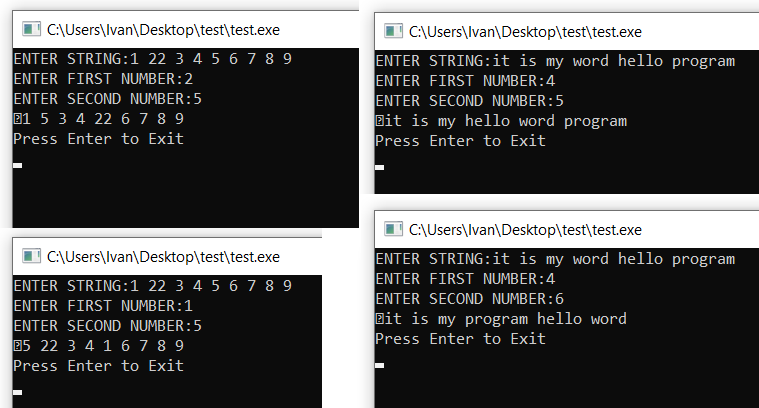 C:\Users\Ivan\Desktop\test\test.exe
ENTER STRING:1 22 3 4 5 6 7 8 9
ENTER FIRST NUMBER:2
ENTER SECOND NUMBER:5
⍰1 5 3 4 22 6 7 8 9
Press Enter to Exit
C:\Users\Ivan\Desktop\test\test.exe
ENTER STRING:it is my word hello program
ENTER FIRST NUMBER:4
ENTER SECOND NUMBER:5
⍰it is my hello word program
Press Enter to Exit
C:\Users\Ivan\Desktop\test\test.exe
ENTER STRING:1 22 3 4 5 6 7 8 9
ENTER FIRST NUMBER:1
ENTER SECOND NUMBER:5
⍰5 22 3 4 1 6 7 8 9
Press Enter to Exit
C:\Users\Ivan\Desktop\test\test.exe
ENTER STRING:it is my word hello program
ENTER FIRST NUMBER:4
ENTER SECOND NUMBER:6
⍰it is my program hello word
Press Enter to Exit